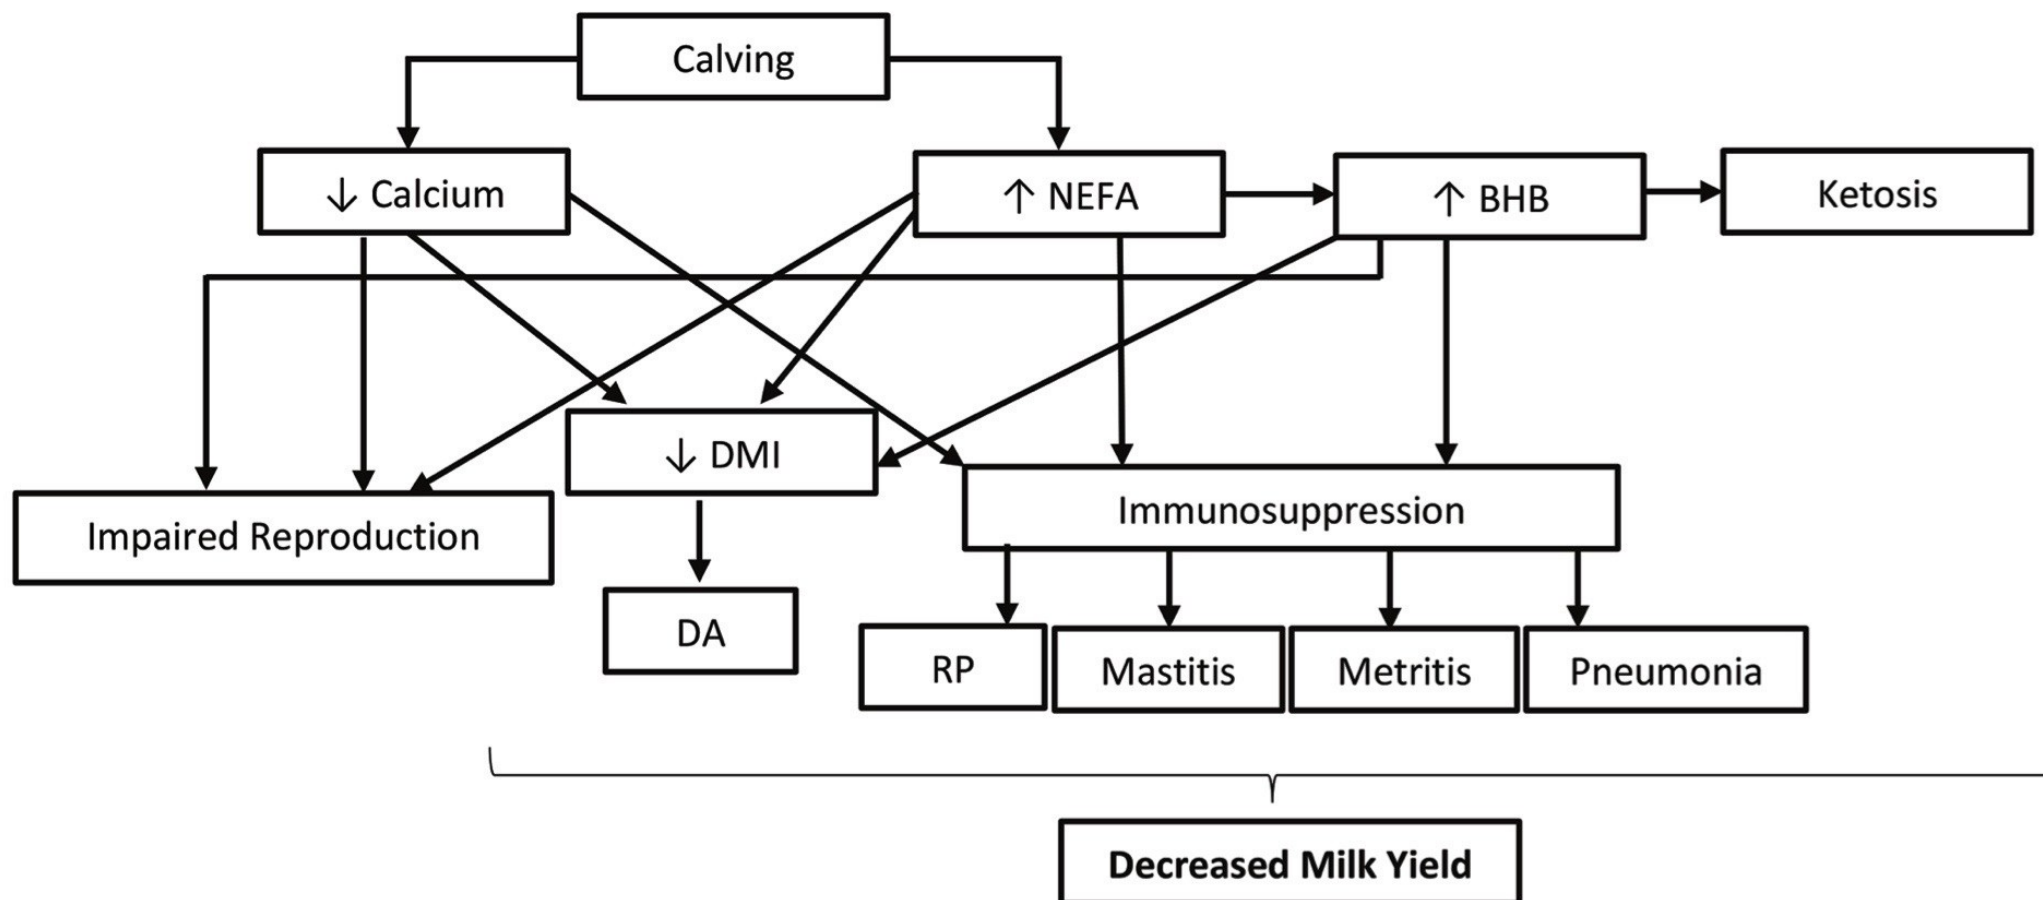 Calving
↓ Calcium
↑ NEFA
↑ BHB
Ketosis
↓ DMI
Impaired Reproduction
Immunosuppression
DA
RP
Mastitis
Metritis
Pneumonia
Decreased Milk Yield